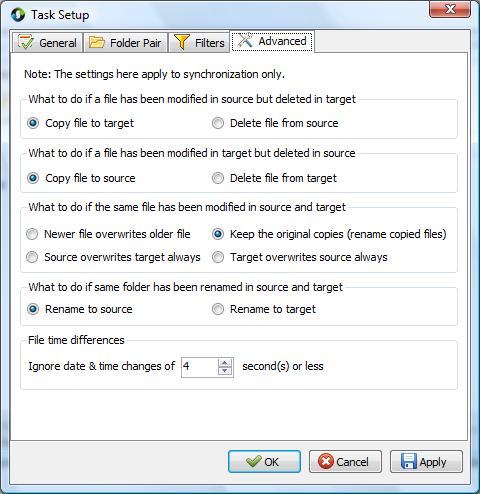 Task Setup
General Folder Pair Filters Advanced
Note: The settings here apply to synchronization only.
What to do if a file has been modified in source but deleted in target
Copy file to target Delete file from source
What to do if a file has been modified in target but deleted in source
Copy file to source Delete file from target
What to do if the same file has been modified in source and target
Newer file overwrites older file Keep the original copies (rename copied files)
Source overwrites target always Target overwrites source always
What to do if same folder has been renamed in source and target
Rename to source Rename to target
File time differences
Ignore date & time changes of 4 second(s) or less
OK Cancel Apply